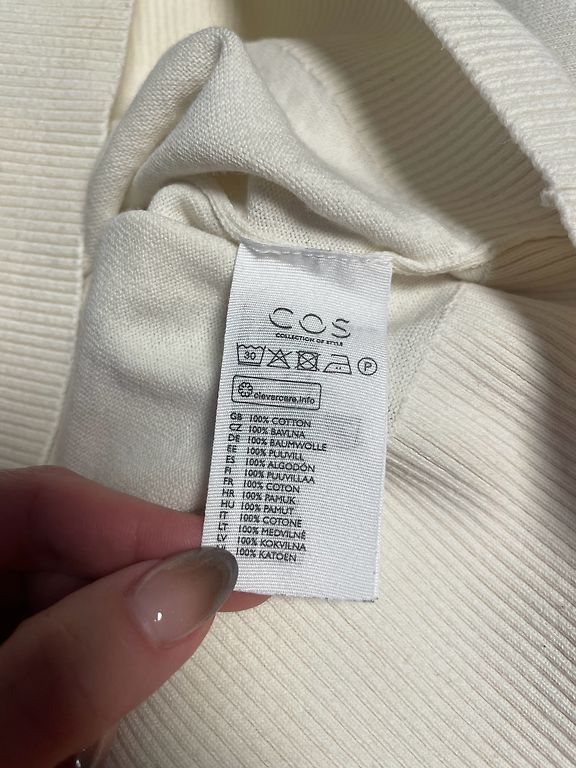 COS
COLLECTION OF STYLE
30 P
clevercare.info
GB 100% COTTON
CZ 100% BAVLNA
DE 100% BAUMWOLLE
EE 100% PUUVILL
ES 100% ALGODÓN
FI 100% PUUVILLAA
FR 100% COTON
HR 100% PAMUK
HU 100% PAMUT
IT 100% COTONE
LT 100% MEDVILNĖ
LV 100% KOKVILNA
100% KATOEN